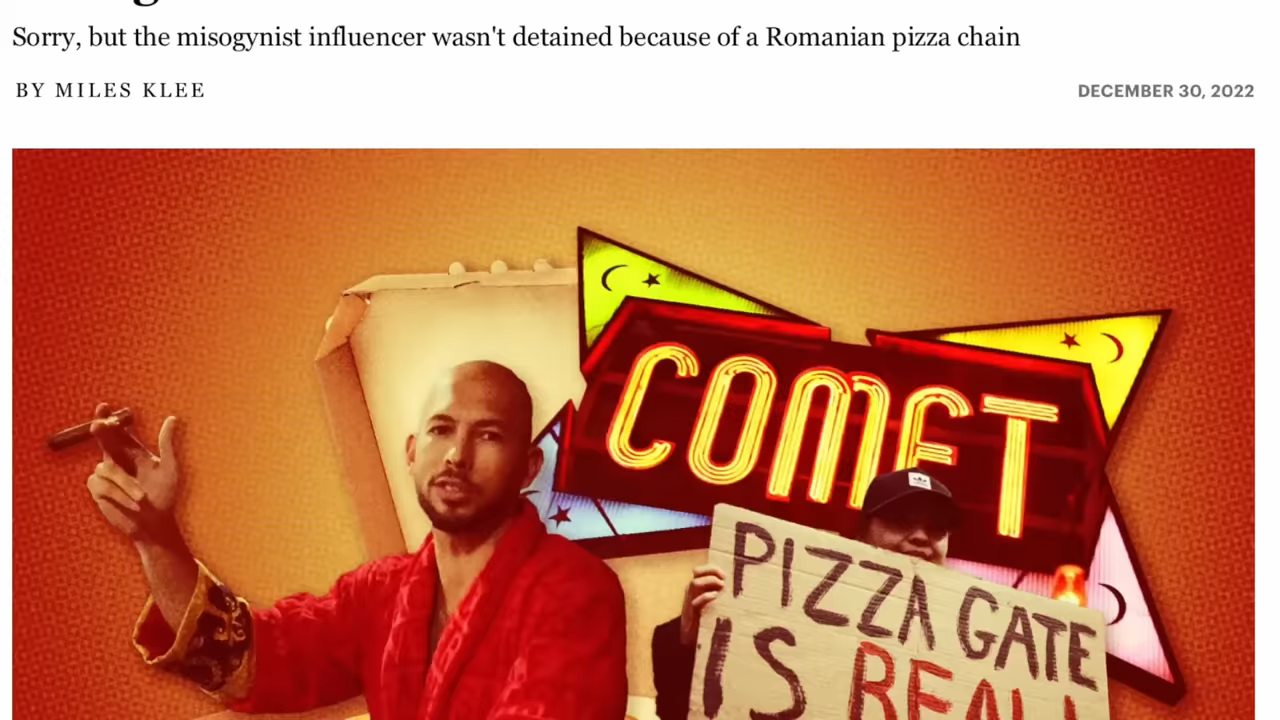 Sorry, but the misogynist influencer wasn't detained because of a Romanian pizza chain
BY MILES KLEE
DECEMBER 30, 2022
COMET
PIZZA GATE
IS REAL!